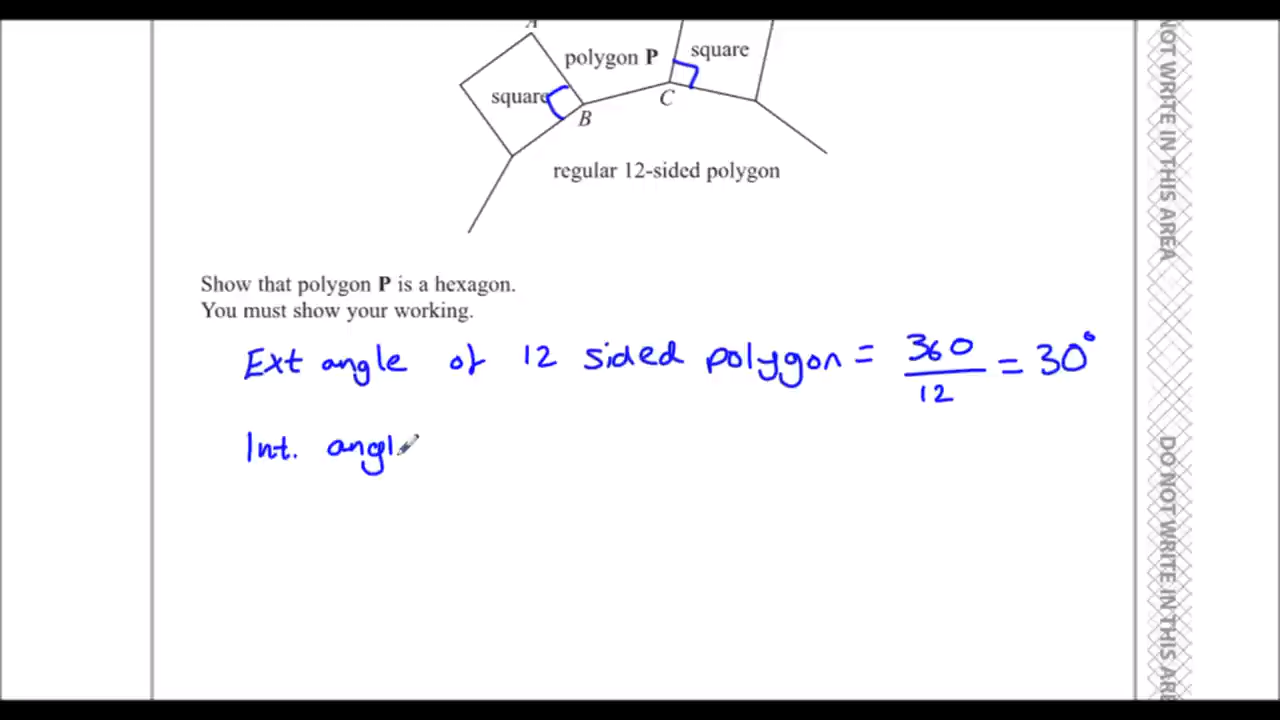 A
polygon P
square
square
C
B
regular 12-sided polygon
Show that polygon P is a hexagon.
You must show your working.
Ext angle of 12 sided polygon = 360/12 = 30°
Int. angl
NOT WRITE IN THIS AREA
DO NOT WRITE IN THIS ARE